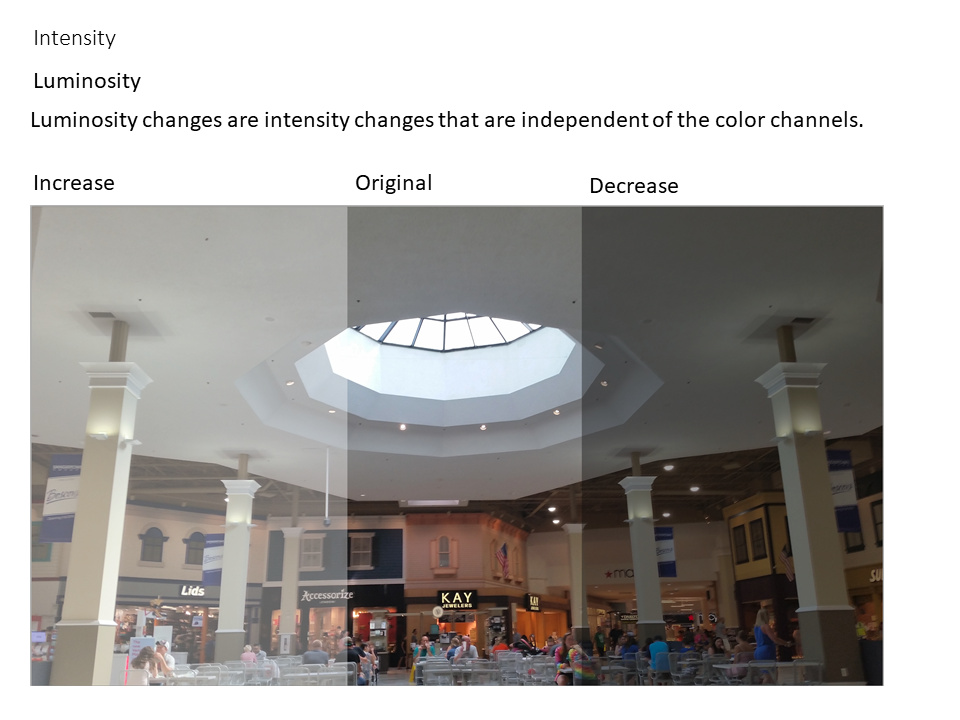 Intensity
Luminosity
Luminosity changes are intensity changes that are independent of the color channels.
Increase
Original
Decrease
Lids
Accessorize
KAY
JEWELERS
KAY